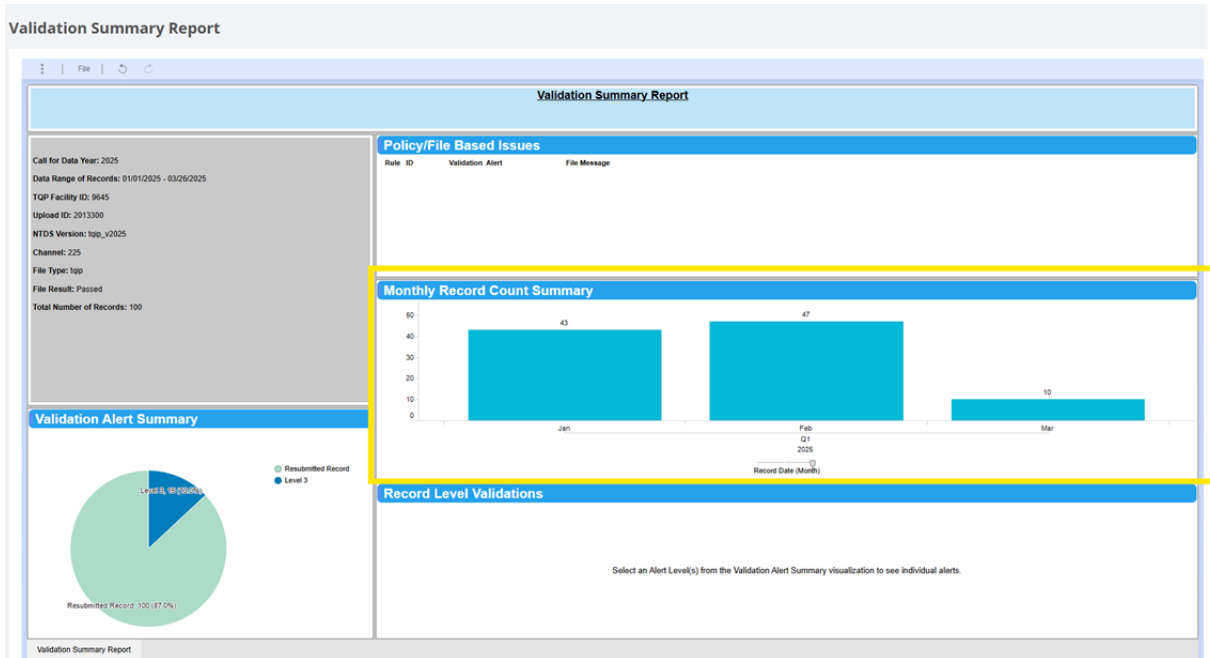 Validation Summary Report
File
Validation Summary Report
Call for Data Year: 2025
Data Range of Records: 01/01/2025 - 03/26/2025
TQP Facility ID: 9645
Upload ID: 2013300
NTDS Version: tqip_v2025
Channel: 225
File Type: tqip
File Result: Passed
Total Number of Records: 100
Policy/File Based Issues
Rule ID Validation Alert File Message
Monthly Record Count Summary
50
40
30
20
10
0
43
47
10
Jan Feb Mar
Q1
2025
Record Date (Month)
Validation Alert Summary
Resubmitted Record
Level 3
Level 3, 15 (13.0%)
Resubmitted Record: 100 (87.0%)
Record Level Validations
Select an Alert Level(s) from the Validation Alert Summary visualization to see individual alerts.
Validation Summary Report